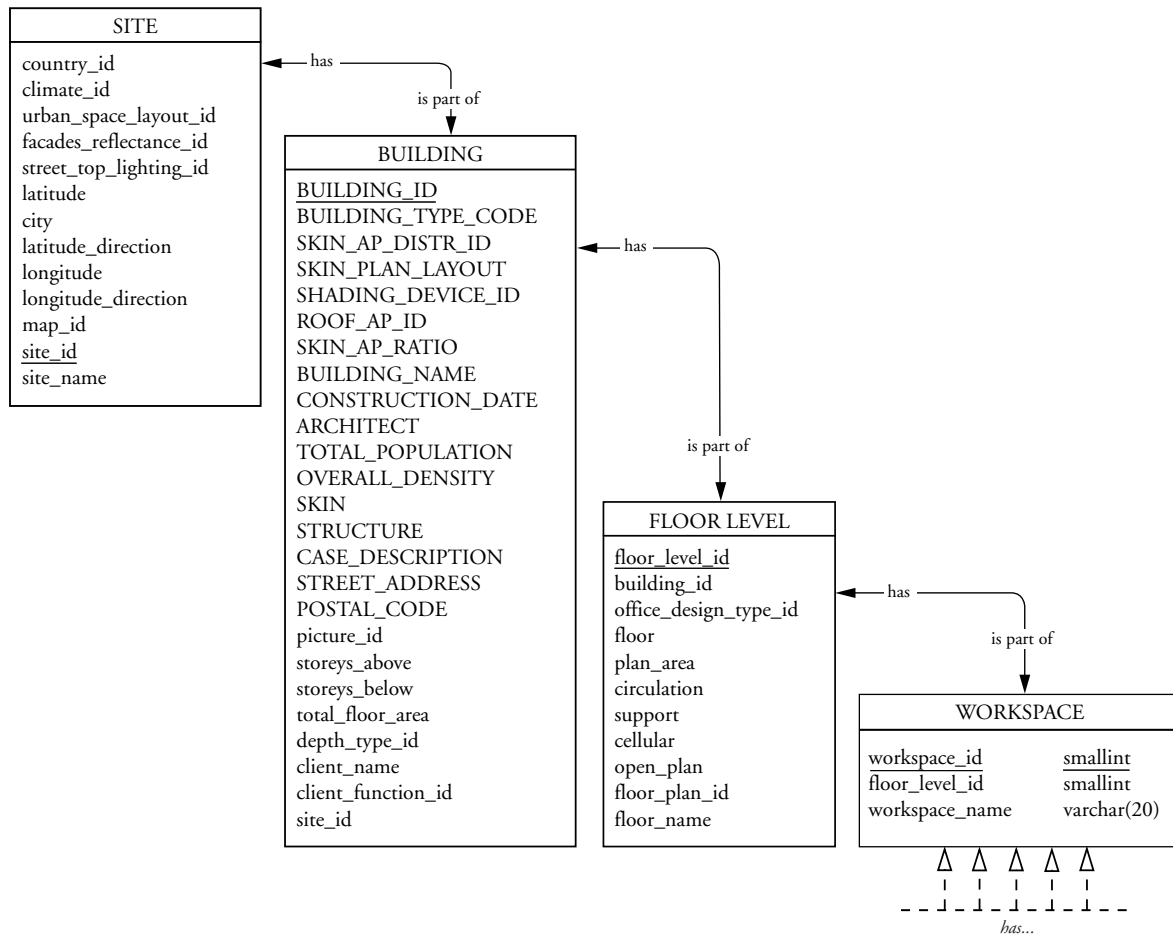 SITE
country_id
climate_id
urban_space_layout_id
facades_reflectance_id
street_top_lighting_id
latitude
city
latitude_direction
longitude
longitude_direction
map_id
site_id
site_name
has
is part of
BUILDING
BUILDING_ID
BUILDING_TYPE_CODE
SKIN_AP_DISTR_ID
SKIN_PLAN_LAYOUT
SHADING_DEVICE_ID
ROOF_AP_ID
SKIN_AP_RATIO
BUILDING_NAME
CONSTRUCTION_DATE
ARCHITECT
TOTAL_POPULATION
OVERALL_DENSITY
SKIN
STRUCTURE
CASE_DESCRIPTION
STREET_ADDRESS
POSTAL_CODE
picture_id
storeys_above
storeys_below
total_floor_area
depth_type_id
client_name
client_function_id
site_id
has
is part of
FLOOR LEVEL
floor_level_id
building_id
office_design_type_id
floor
plan_area
circulation
support
cellular
open_plan
floor_plan_id
floor_name
has
is part of
WORKSPACE
workspace_id smallint
floor_level_id smallint
workspace_name varchar(20)
has...